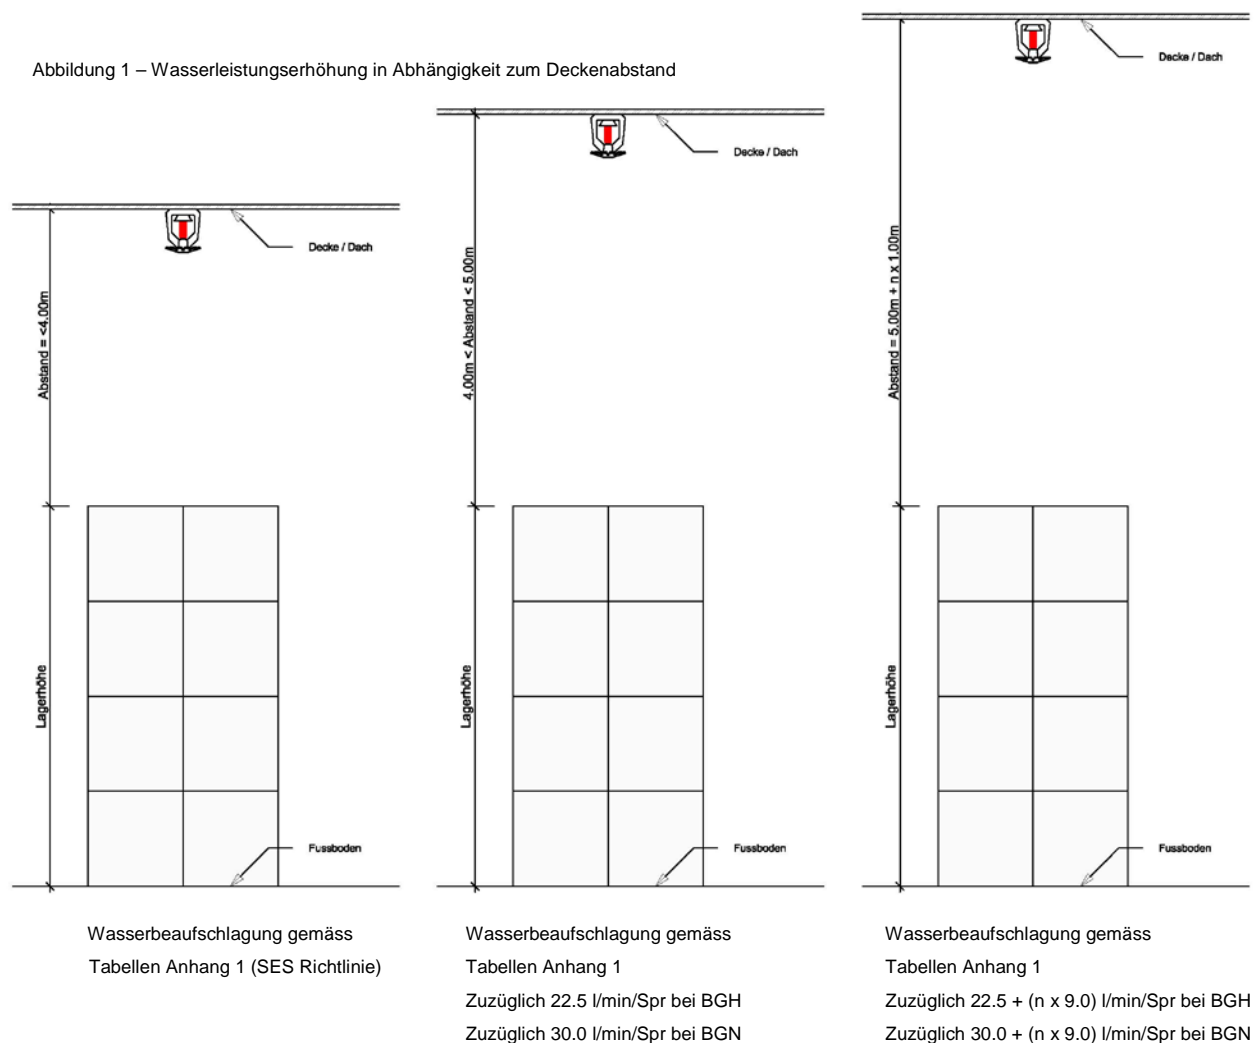 Abbildung 1 – Wasserleistungserhöhung in Abhängigkeit zum Deckenabstand
Decke / Dach
Abstand = <4.00m
Lagerhöhe
Fussboden
Wasserbeaufschlagung gemäss
Tabellen Anhang 1 (SES Richtlinie)
Decke / Dach
4.00m < Abstand < 5.00m
Lagerhöhe
Fussboden
Wasserbeaufschlagung gemäss
Tabellen Anhang 1
Zuzüglich 22.5 l/min/Spr bei BGH
Zuzüglich 30.0 l/min/Spr bei BGN
Decke / Dach
Abstand = 5.00m + n x 1.00m
Lagerhöhe
Fussboden
Wasserbeaufschlagung gemäss
Tabellen Anhang 1
Zuzüglich 22.5 + (n x 9.0) l/min/Spr bei BGH
Zuzüglich 30.0 + (n x 9.0) l/min/Spr bei BGN